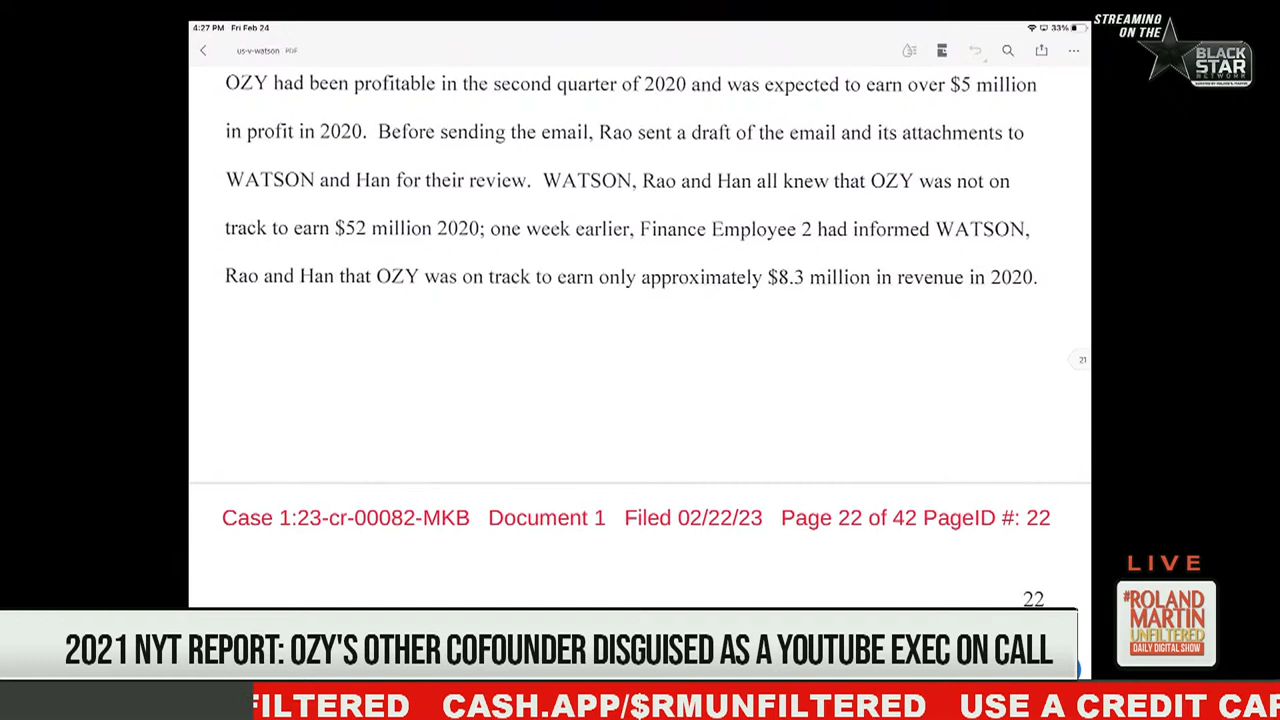 4:27 PM Fri Feb 24
33%
us-v-watson PDF
STREAMING
ON THE
BLACK
STAR
NETWORK
OZY had been profitable in the second quarter of 2020 and was expected to earn over $5 million
in profit in 2020. Before sending the email, Rao sent a draft of the email and its attachments to
WATSON and Han for their review. WATSON, Rao and Han all knew that OZY was not on
track to earn $52 million 2020; one week earlier, Finance Employee 2 had informed WATSON,
Rao and Han that OZY was on track to earn only approximately $8.3 million in revenue in 2020.
21
Case 1:23-cr-00082-MKB Document 1 Filed 02/22/23 Page 22 of 42 PageID #: 22
22
LIVE
#ROLAND
MARTIN
UNFILTERED
DAILY DIGITAL SHOW
2021 NYT REPORT: OZY'S OTHER COFOUNDER DISGUISED AS A YOUTUBE EXEC ON CALL
FILTERED CASH.APP/$RMUNFILTERED USE A CREDIT CAR